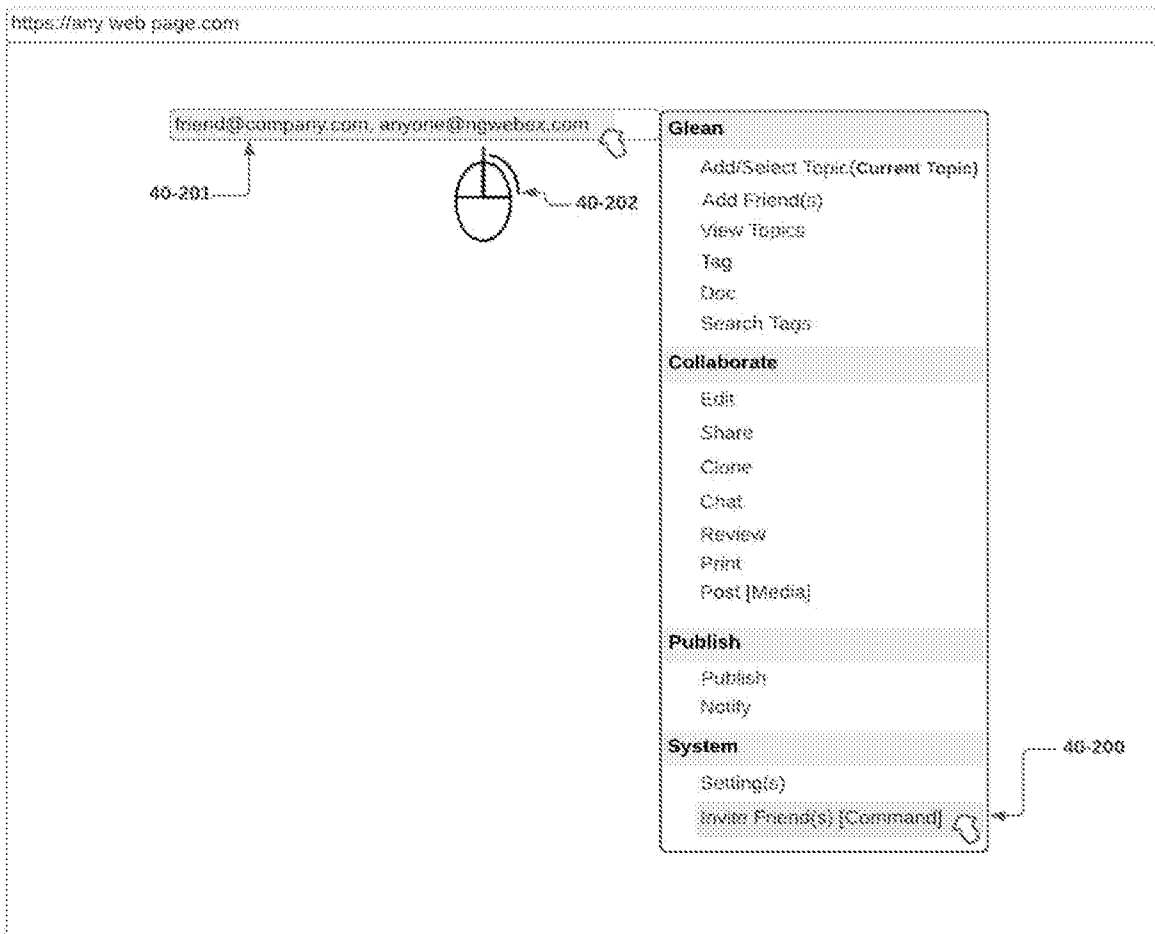 https://any web page.com
friend@company.com, anyone@ngwebex.com
40-201
40-202
Glean
Add/Select Topic(Current Topic)
Add Friend(s)
View Topics
Tag
Doc
Search Tags
Collaborate
Edit
Share
Clone
Chat
Review
Print
Post [Media]
Publish
Publish
Notify
System
Setting(s)
Invite Friend(s) [Command]
40-200